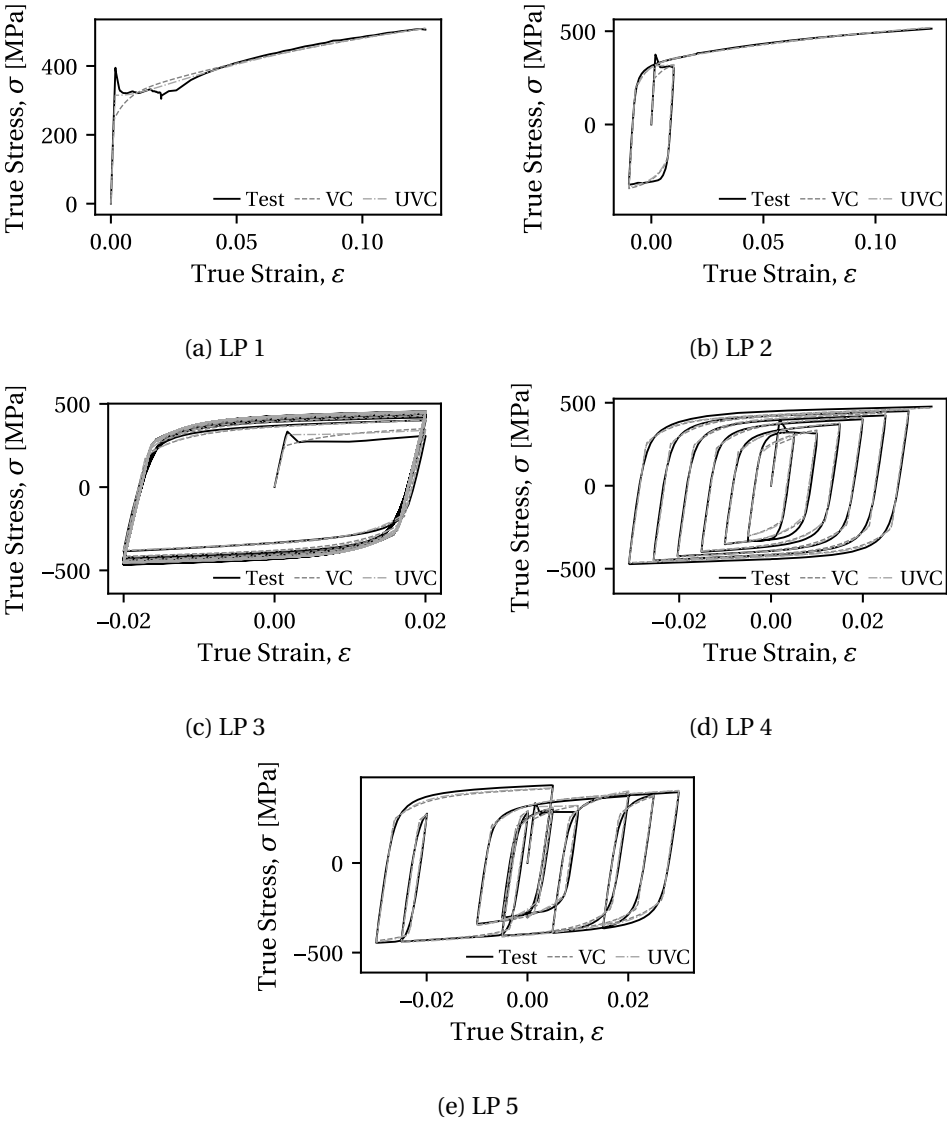 True Stress, σ [MPa]
400
200
0
Test VC UVC
0.00 0.05 0.10
True Strain, ε
(a) LP 1
True Stress, σ [MPa]
500
0
Test VC UVC
0.00 0.05 0.10
True Strain, ε
(b) LP 2
True Stress, σ [MPa]
500
0
−500
Test VC UVC
−0.02 0.00 0.02
True Strain, ε
(c) LP 3
True Stress, σ [MPa]
500
0
−500
Test VC UVC
−0.02 0.00 0.02
True Strain, ε
(d) LP 4
True Stress, σ [MPa]
0
−500
Test VC UVC
−0.02 0.00 0.02
True Strain, ε
(e) LP 5